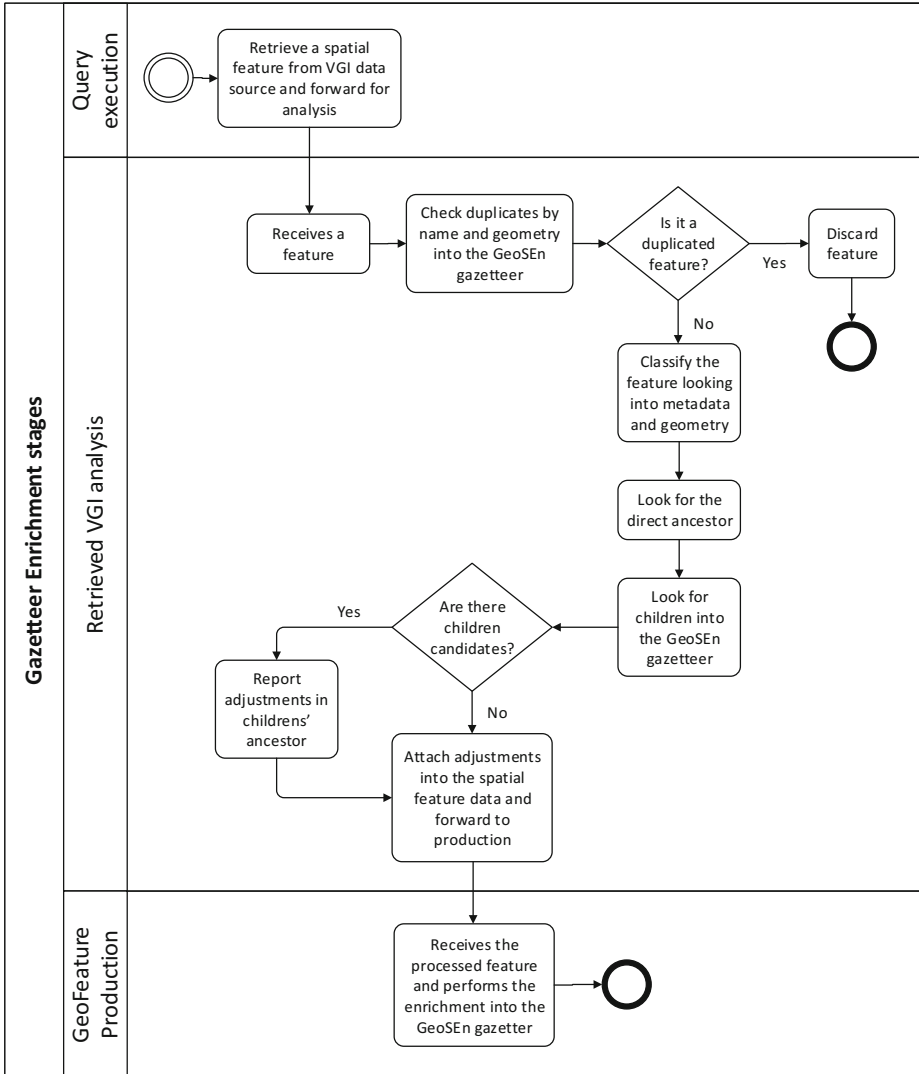 Gazetteer Enrichment stages
Query
execution
Retrieve a spatial
feature from VGI data
source and forward for
analysis
Retrieved VGI analysis
Receives a
feature
Check duplicates by
name and geometry
into the GeoSEn
gazetteer
Is it a
duplicated
feature?
Yes
Discard
feature
No
Classify the
feature looking
into metadata
and geometry
Look for the
direct ancestor
Look for
children into
the GeoSEn
gazetteer
Are there
children
candidates?
Yes
Report
adjustments in
childrens’
ancestor
No
Attach adjustments
into the spatial
feature data and
forward to
production
GeoFeature
Production
Receives the
processed feature
and performs the
enrichment into the
GeoSEn gazetter